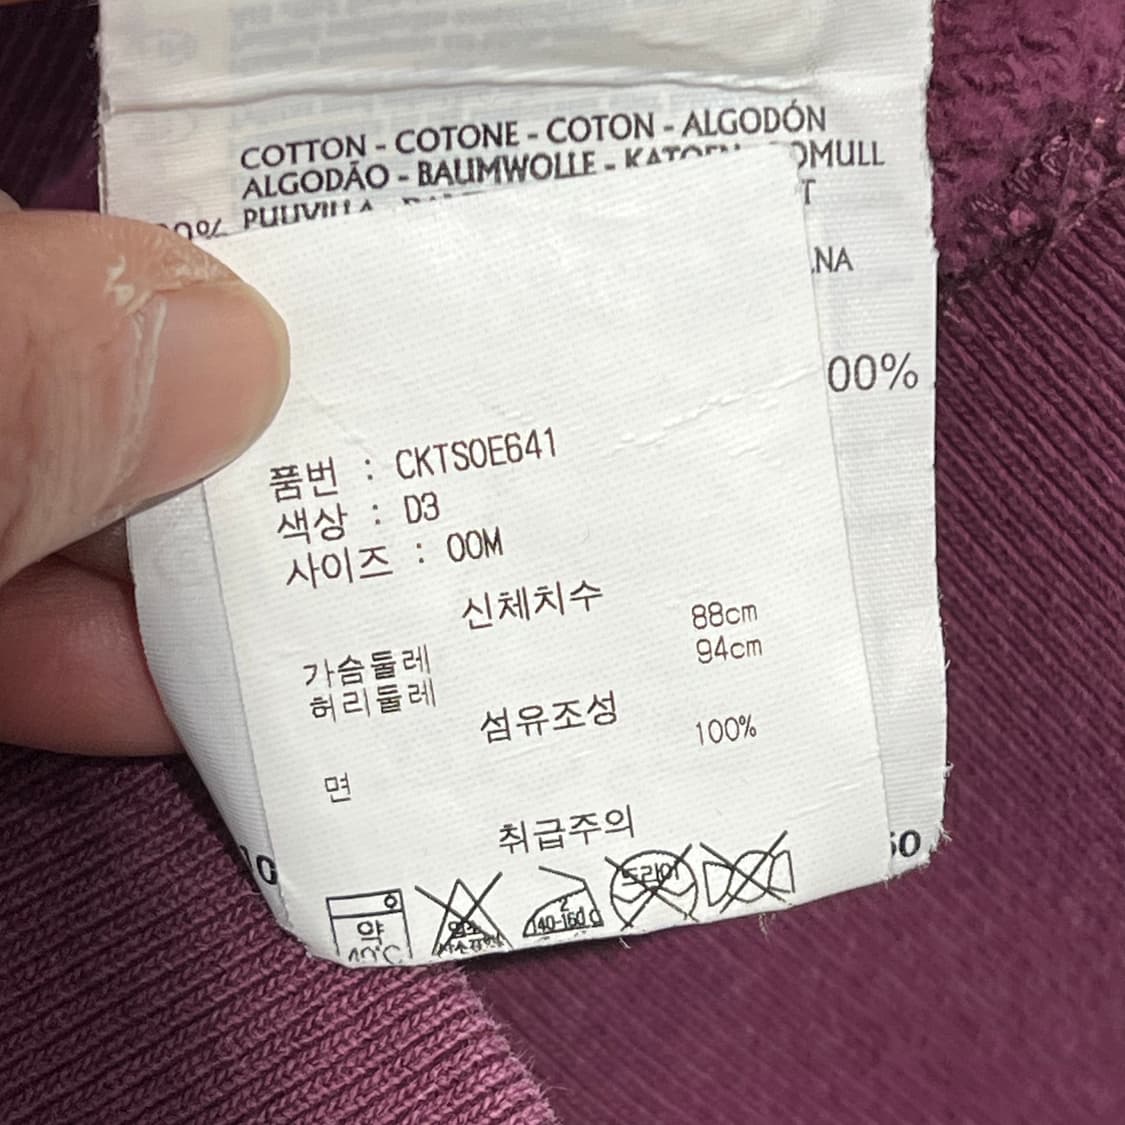 COTTON - COTONE - COTON - ALGODÓN
ALGODÃO - BAUMWOLLE -
00%
품번 : CKTS0E641
색상 : D3
사이즈 : 00M
신체치수
가슴둘레 88cm
허리둘레 94cm
섬유조성
면 100%
취급주의
약
40°C
2
140-160°C
드라이